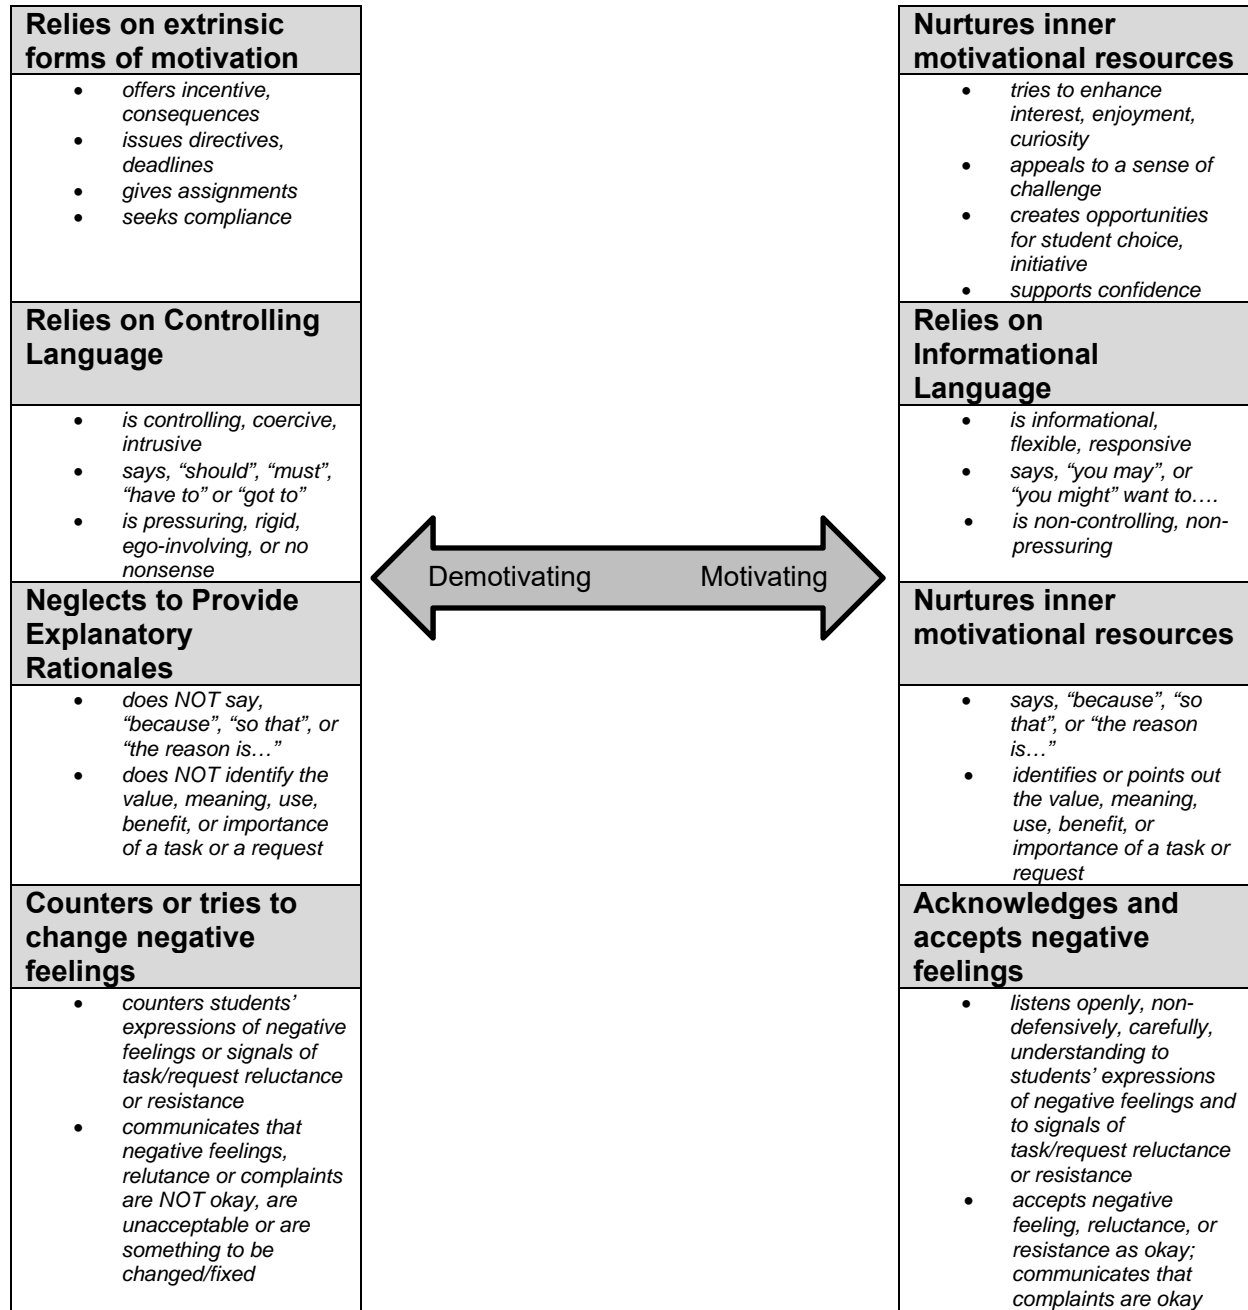 Relies on extrinsic
forms of motivation
• offers incentive,
consequences
• issues directives,
deadlines
• gives assignments
• seeks compliance
Relies on Controlling
Language
• is controlling, coercive,
intrusive
• says, “should”, “must”,
“have to” or “got to”
• is pressuring, rigid,
ego-involving, or no
nonsense
Neglects to Provide
Explanatory
Rationales
• does NOT say,
“because”, “so that”, or
“the reason is…”
• does NOT identify the
value, meaning, use,
benefit, or importance
of a task or a request
Counters or tries to
change negative
feelings
• counters students’
expressions of negative
feelings or signals of
task/request reluctance
or resistance
• communicates that
negative feelings,
relutance or complaints
are NOT okay, are
unacceptable or are
something to be
changed/fixed
Demotivating Motivating
Nurtures inner
motivational resources
• tries to enhance
interest, enjoyment,
curiosity
• appeals to a sense of
challenge
• creates opportunities
for student choice,
initiative
• supports confidence
Relies on
Informational
Language
• is informational,
flexible, responsive
• says, “you may”, or
“you might” want to….
• is non-controlling, non-
pressuring
Nurtures inner
motivational resources
• says, “because”, “so
that”, or “the reason
is…”
• identifies or points out
the value, meaning,
use, benefit, or
importance of a task or
request
Acknowledges and
accepts negative
feelings
• listens openly, non-
defensively, carefully,
understanding to
students’ expressions
of negative feelings and
to signals of
task/request reluctance
or resistance
• accepts negative
feeling, reluctance, or
resistance as okay;
communicates that
complaints are okay